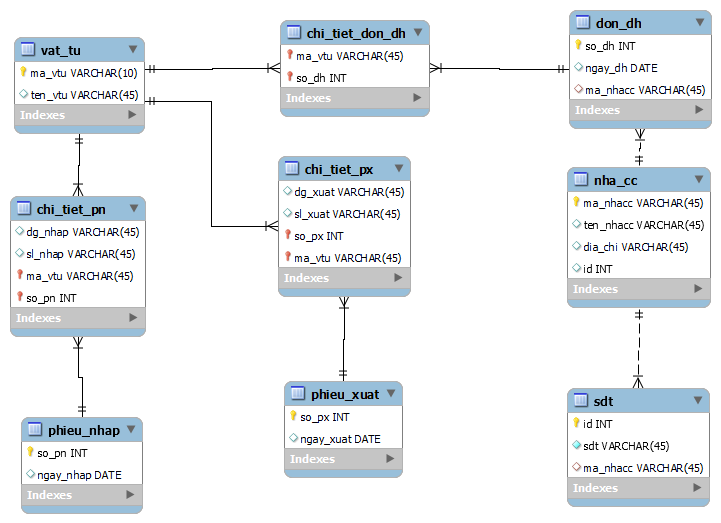 vat_tu
ma_vtu VARCHAR(10)
ten_vtu VARCHAR(45)
Indexes
chi_tiet_don_dh
ma_vtu VARCHAR(45)
so_dh INT
Indexes
don_dh
so_dh INT
ngay_dh DATE
ma_nhacc VARCHAR(45)
Indexes
chi_tiet_pn
dg_nhap VARCHAR(45)
sl_nhap VARCHAR(45)
ma_vtu VARCHAR(45)
so_pn INT
Indexes
chi_tiet_px
dg_xuat VARCHAR(45)
sl_xuat VARCHAR(45)
so_px INT
ma_vtu VARCHAR(45)
Indexes
nha_cc
ma_nhacc VARCHAR(45)
ten_nhacc VARCHAR(45)
dia_chi VARCHAR(45)
id INT
Indexes
phieu_nhap
so_pn INT
ngay_nhap DATE
Indexes
phieu_xuat
so_px INT
ngay_xuat DATE
Indexes
sdt
id INT
sdt VARCHAR(45)
ma_nhacc VARCHAR(45)
Indexes